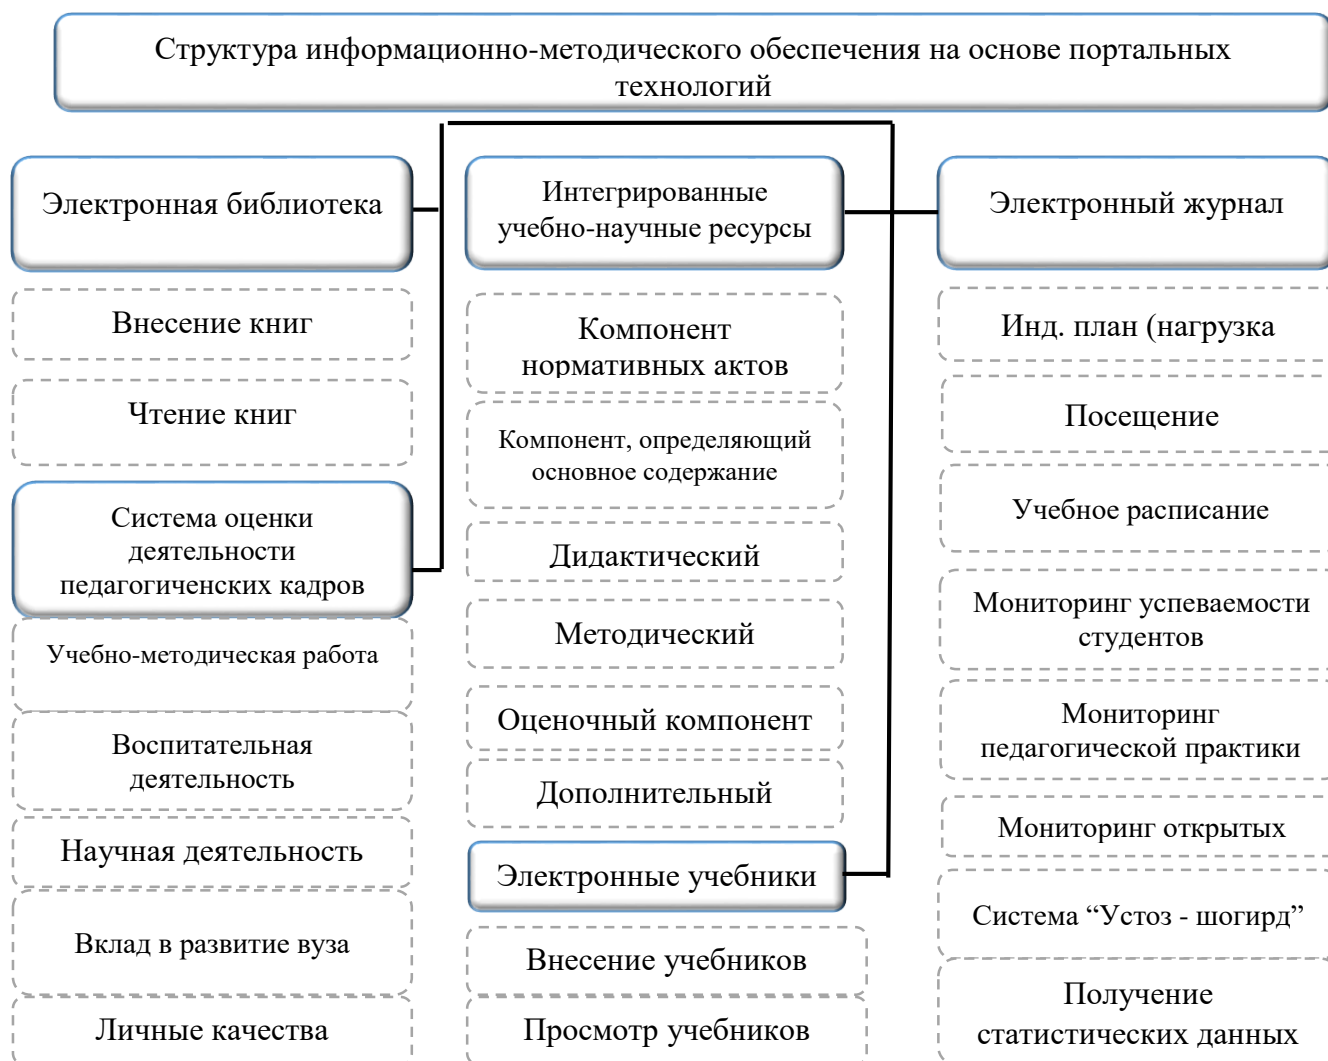 Структура информационно-методического обеспечения на основе портальных
технологий
Электронная библиотека
Внесение книг
Чтение книг
Система оценки
деятельности
педагогиченских кадров
Учебно-методическая работа
Воспитательная
деятельность
Научная деятельность
Вклад в развитие вуза
Личные качества
Интегрированные
учебно-научные ресурсы
Компонент
нормативных актов
Компонент, определяющий
основное содержание
Дидактический
Методический
Оценочный компонент
Дополнительный
Электронные учебники
Внесение учебников
Просмотр учебников
Электронный журнал
Инд. план (нагрузка
Посещение
Учебное расписание
Мониторинг успеваемости
студентов
Мониторинг
педагогической практики
Мониторинг открытых
Система “Устоз - шогирд”
Получение
статистических данных